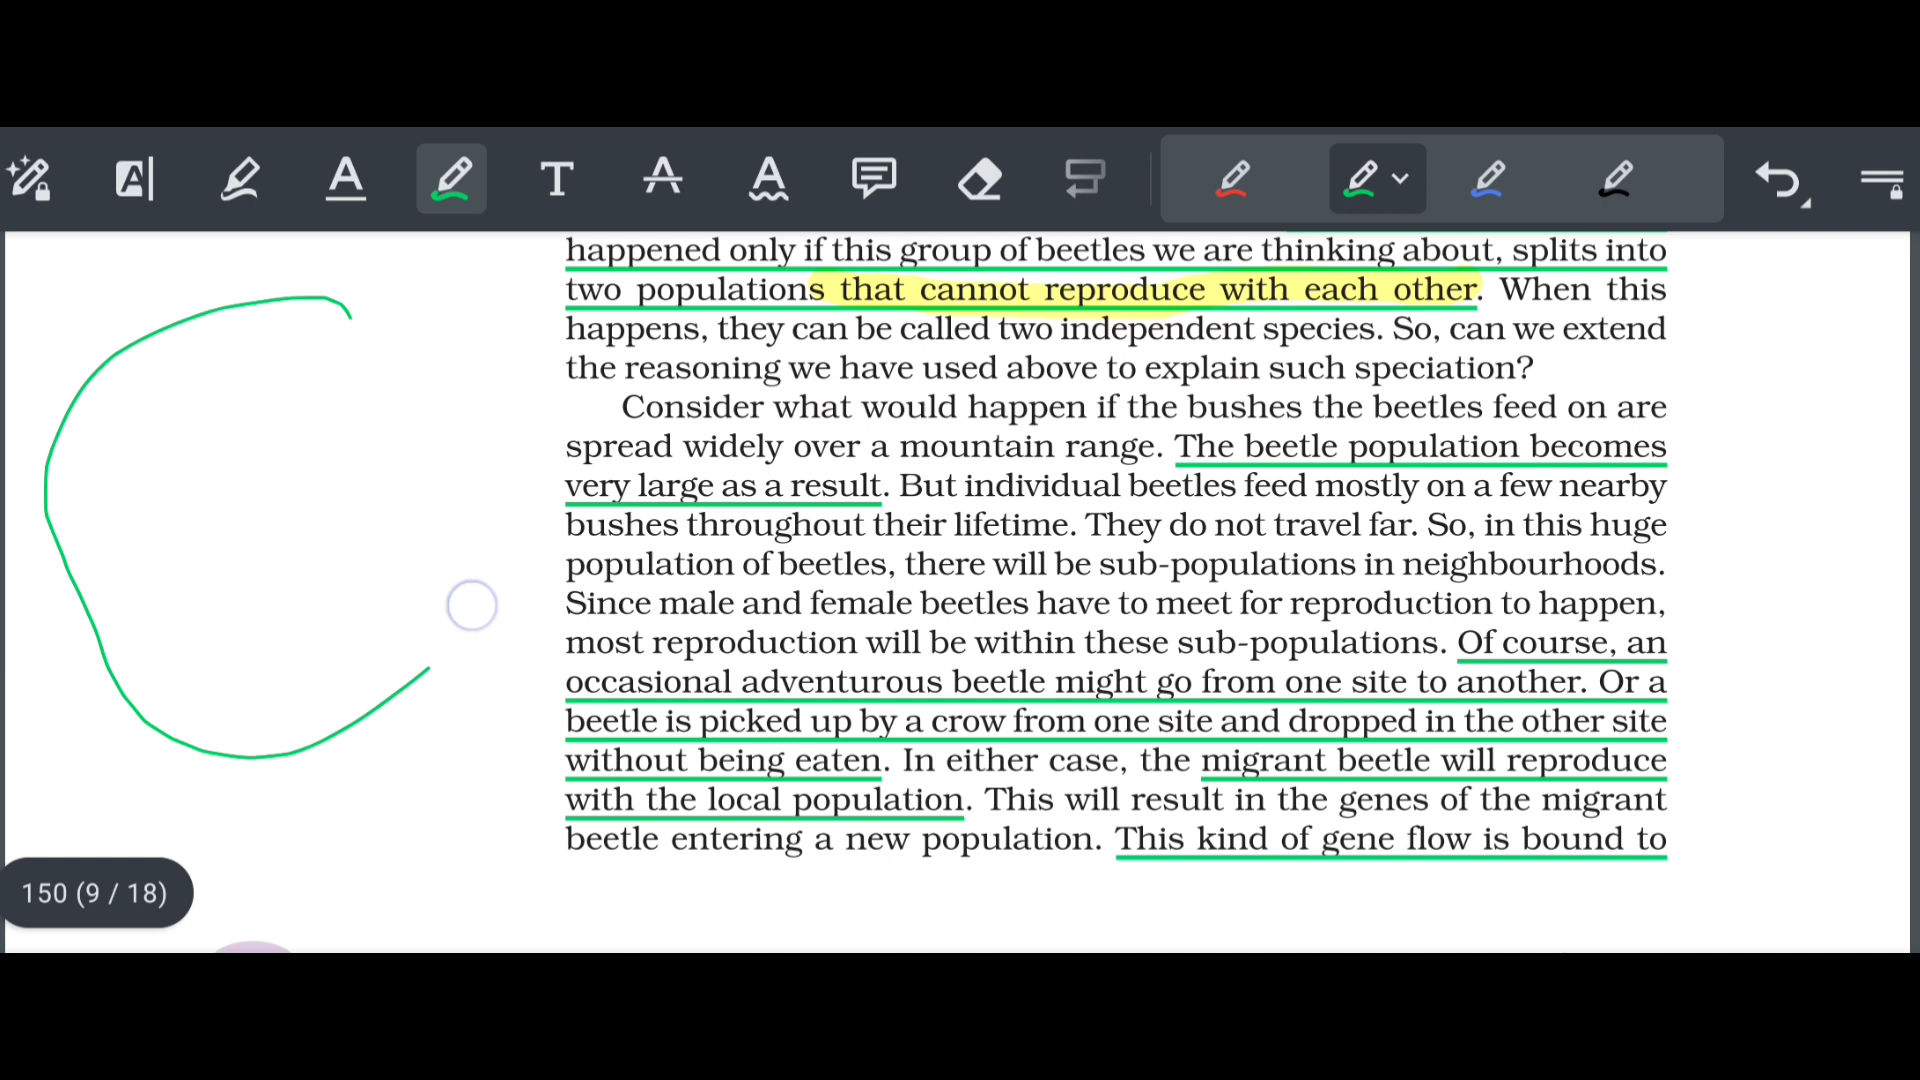 A A T A A
happened only if this group of beetles we are thinking about, splits into
two populations that cannot reproduce with each other. When this
happens, they can be called two independent species. So, can we extend
the reasoning we have used above to explain such speciation?
Consider what would happen if the bushes the beetles feed on are
spread widely over a mountain range. The beetle population becomes
very large as a result. But individual beetles feed mostly on a few nearby
bushes throughout their lifetime. They do not travel far. So, in this huge
population of beetles, there will be sub-populations in neighbourhoods.
Since male and female beetles have to meet for reproduction to happen,
most reproduction will be within these sub-populations. Of course, an
occasional adventurous beetle might go from one site to another. Or a
beetle is picked up by a crow from one site and dropped in the other site
without being eaten. In either case, the migrant beetle will reproduce
with the local population. This will result in the genes of the migrant
beetle entering a new population. This kind of gene flow is bound to
150 (9 / 18)